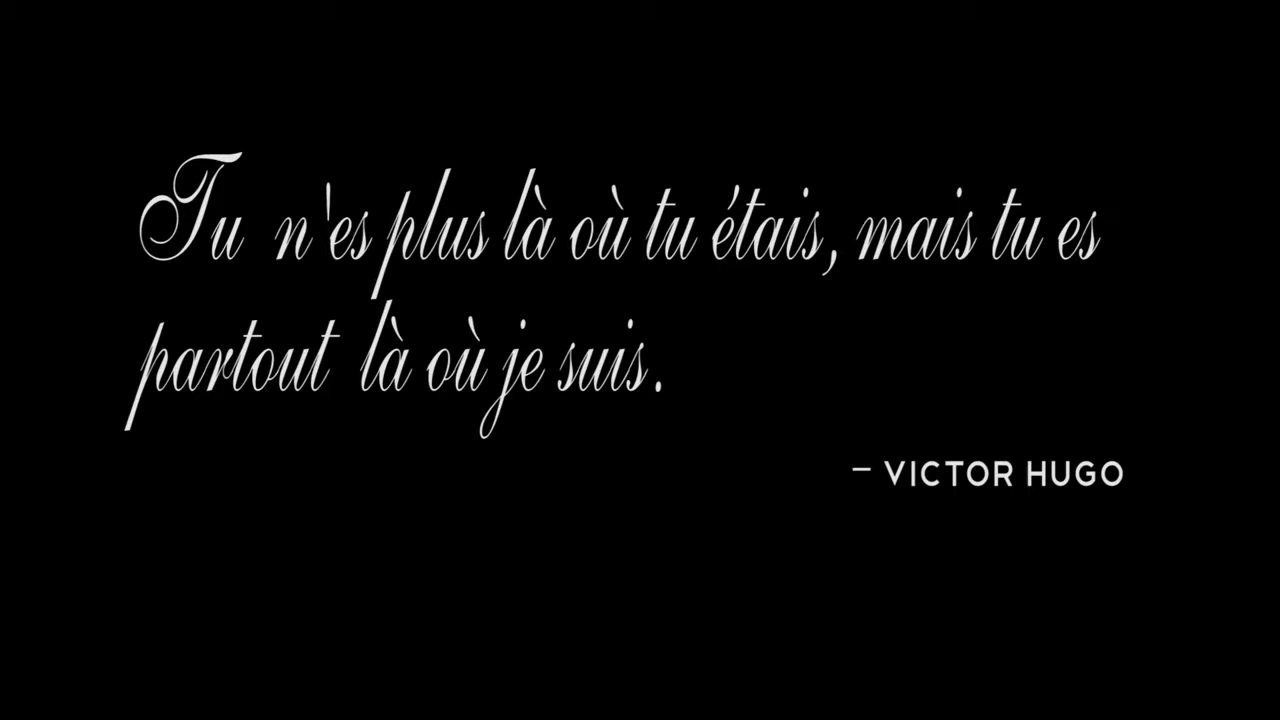 Tu n'es plus là où tu étais, mais tu es
partout là où je suis.
– VICTOR HUGO